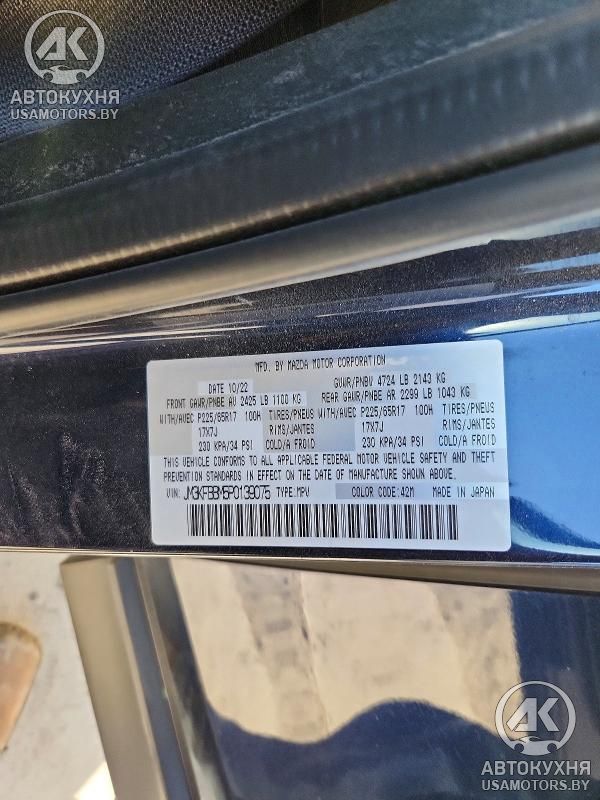 АК
АВТОКУХНЯ
USAMOTORS.BY
MFD. BY MAZDA MOTOR CORPORATION
DATE 10/22 GVWR/PNBV 4724 LB 2143 KG
FRONT GAWR/PNBE AV 2425 LB 1100 KG REAR GAWR/PNBE AR 2299 LB 1043 KG
WITH/AVEC P225/65R17 100H TIRES/PNEUS WITH/AVEC P225/65R17 100H TIRES/PNEUS
17X7J RIMS/JANTES 17X7J RIMS/JANTES
230 KPA/34 PSI COLD/A FROID 230 KPA/34 PSI COLD/A FROID
THIS VEHICLE CONFORMS TO ALL APPLICABLE FEDERAL MOTOR VEHICLE SAFETY AND THEFT
PREVENTION STANDARDS IN EFFECT ON THE DATE OF MANUFACTURE SHOWN ABOVE.
VIN: JM3KFBBM5P0139075 TYPE:MPV COLOR CODE:42M MADE IN JAPAN
АК
АВТОКУХНЯ
USAMOTORS.BY